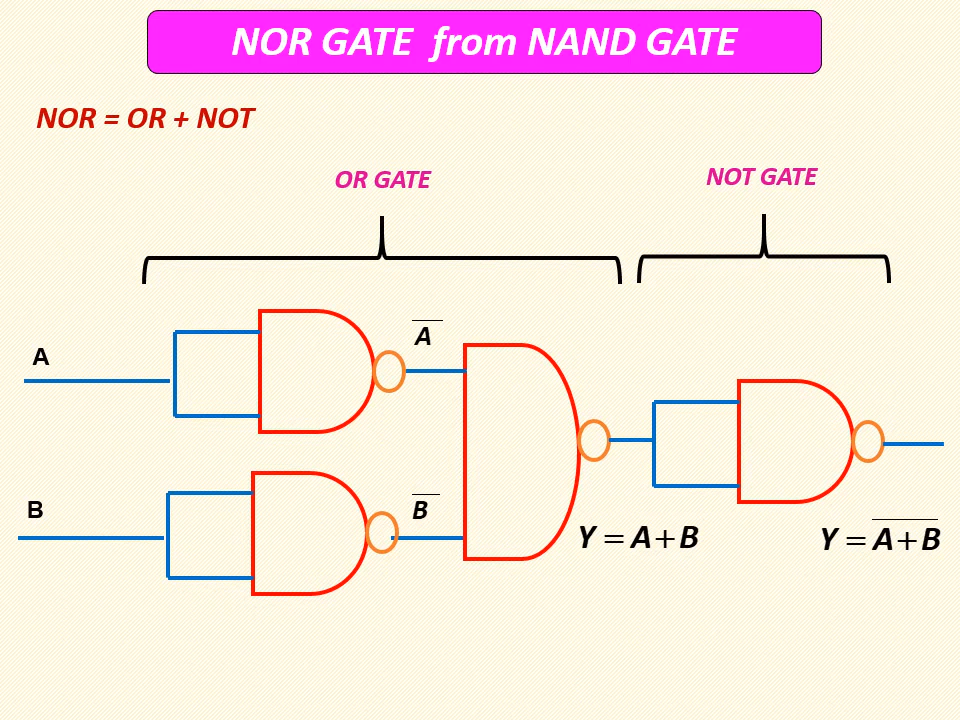 NOR GATE from NAND GATE
NOR = OR + NOT
OR GATE
NOT GATE
A
A̅
B
B̅
Y = A+B
Y = A̅+̅B̅